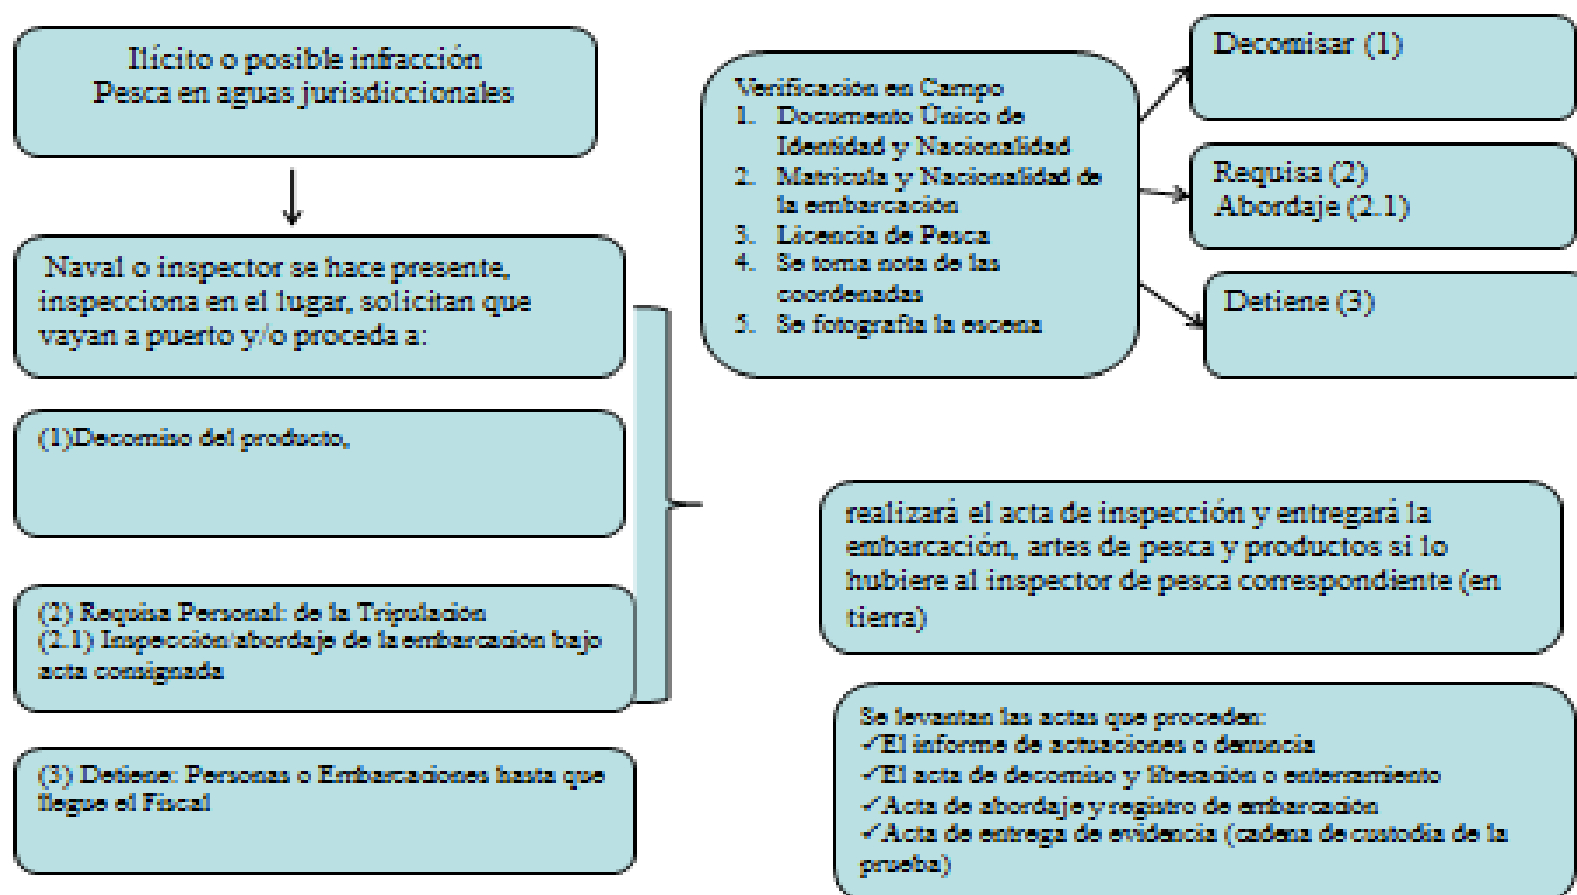 Ilícito o posible infracción
Pesca en aguas jurisdiccionales
Naval o inspector se hace presente,
inspecciona en el lugar, solicitan que
vayan a puerto y/o proceda a:
(1)Decomiso del producto,
(2) Requisa Personal: de la Tripulación
(2.1) Inspección/abordaje de la embarcación bajo
acta consignada
(3) Detiene: Personas o Embarcaciones hasta que
llegue el Fiscal
Verificación en Campo
1. Documento Único de
Identidad y Nacionalidad
2. Matricula y Nacionalidad de
la embarcación
3. Licencia de Pesca
4. Se toma nota de las
coordenadas
5. Se fotografía la escena
Decomisar (1)
Requisa (2)
Abordaje (2.1)
Detiene (3)
realizará el acta de inspección y entregará la
embarcación, artes de pesca y productos si lo
hubiere al inspector de pesca correspondiente (en
tierra)
Se levantan las actas que proceden:
✓El informe de actuaciones o denuncia
✓El acta de decomiso y liberación o enterramiento
✓Acta de abordaje y registro de embarcación
✓Acta de entrega de evidencia (cadena de custodia de la
prueba)